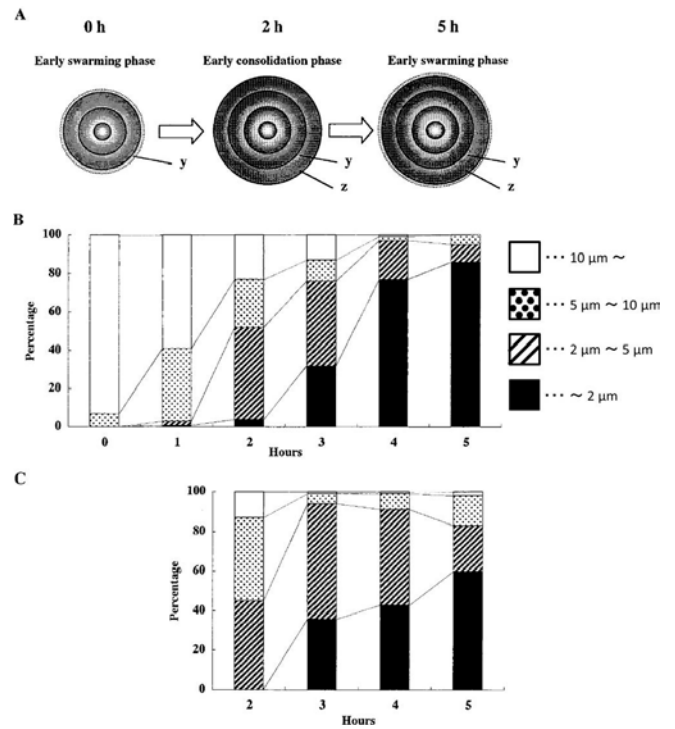 A
0 h 2 h 5 h
Early swarming phase Early consolidation phase Early swarming phase
y
y
z
y
z
B
100
80
60
40
20
0
Percentage
0 1 2 3 4 5
Hours
··· 10 μm ~
··· 5 μm ~ 10 μm
··· 2 μm ~ 5 μm
··· ~ 2 μm
C
100
80
60
40
20
0
Percentage
2 3 4 5
Hours